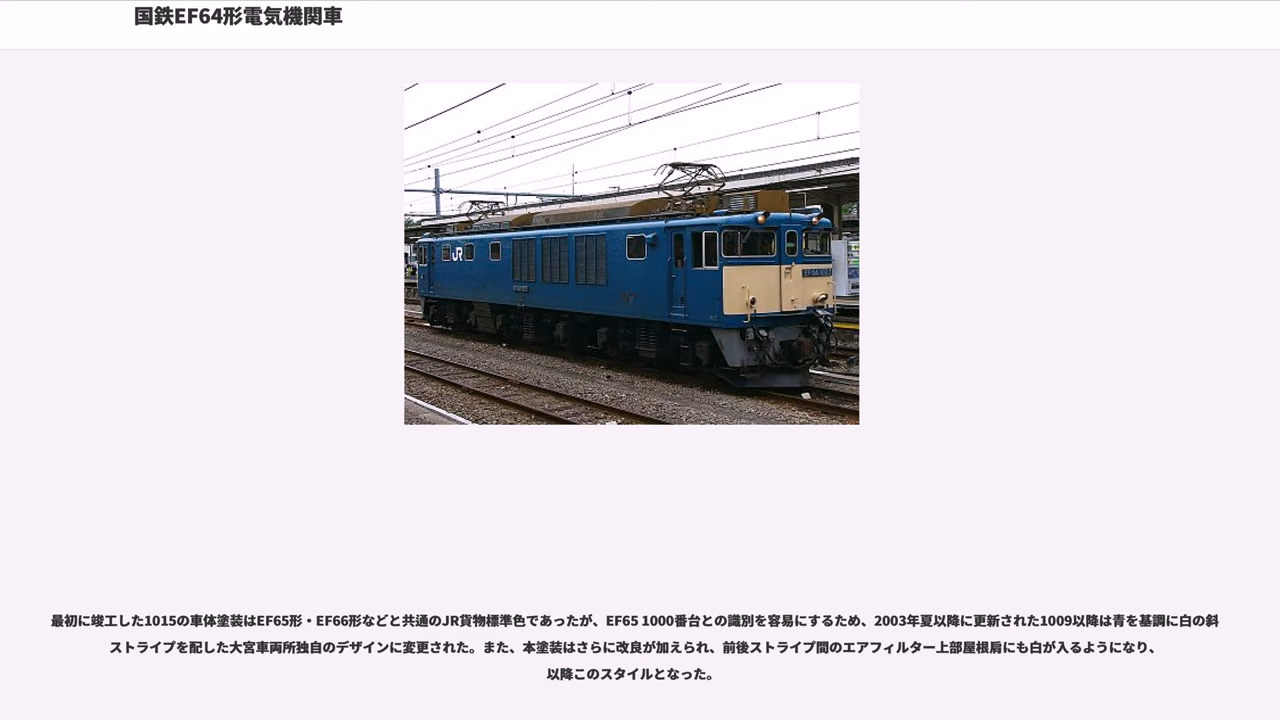 国鉄EF64形電気機関車
JR
最初に竣工した1015の車体塗装はEF65形・EF66形などと共通のJR貨物標準色であったが、EF65 1000番台との識別を容易にするため、2003年夏以降に更新された1009以降は青を基調に白の斜
ストライプを配した大宮車両所独自のデザインに変更された。また、本塗装はさらに改良が加えられ、前後ストライプ間のエアフィルター上部屋根肩にも白が入るようになり、
以降このスタイルとなった。